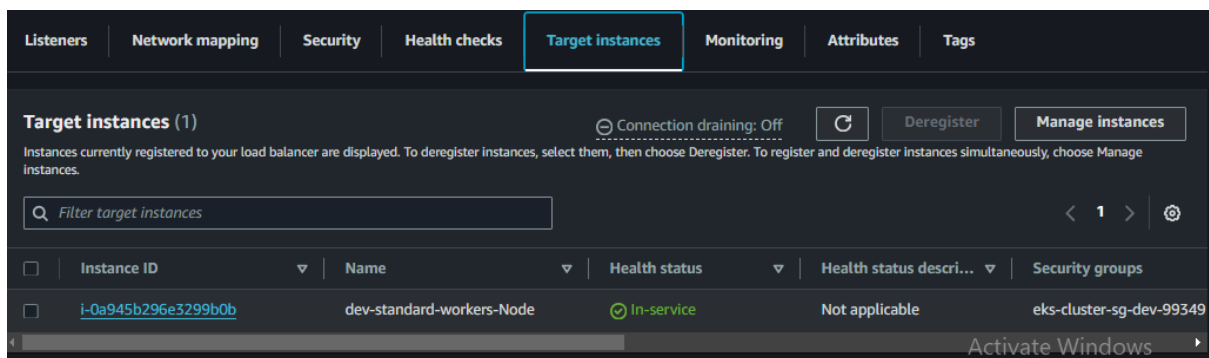 Listeners Network mapping Security Health checks Target instances Monitoring Attributes Tags
Target instances (1) Connection draining: Off Deregister Manage instances
Instances currently registered to your load balancer are displayed. To deregister instances, select them, then choose Deregister. To register and deregister instances simultaneously, choose Manage
instances.
Filter target instances 1
Instance ID Name Health status Health status descri... Security groups
i-0a945b296e3299b0b dev-standard-workers-Node In-service Not applicable eks-cluster-sg-dev-99349
Activate Windows